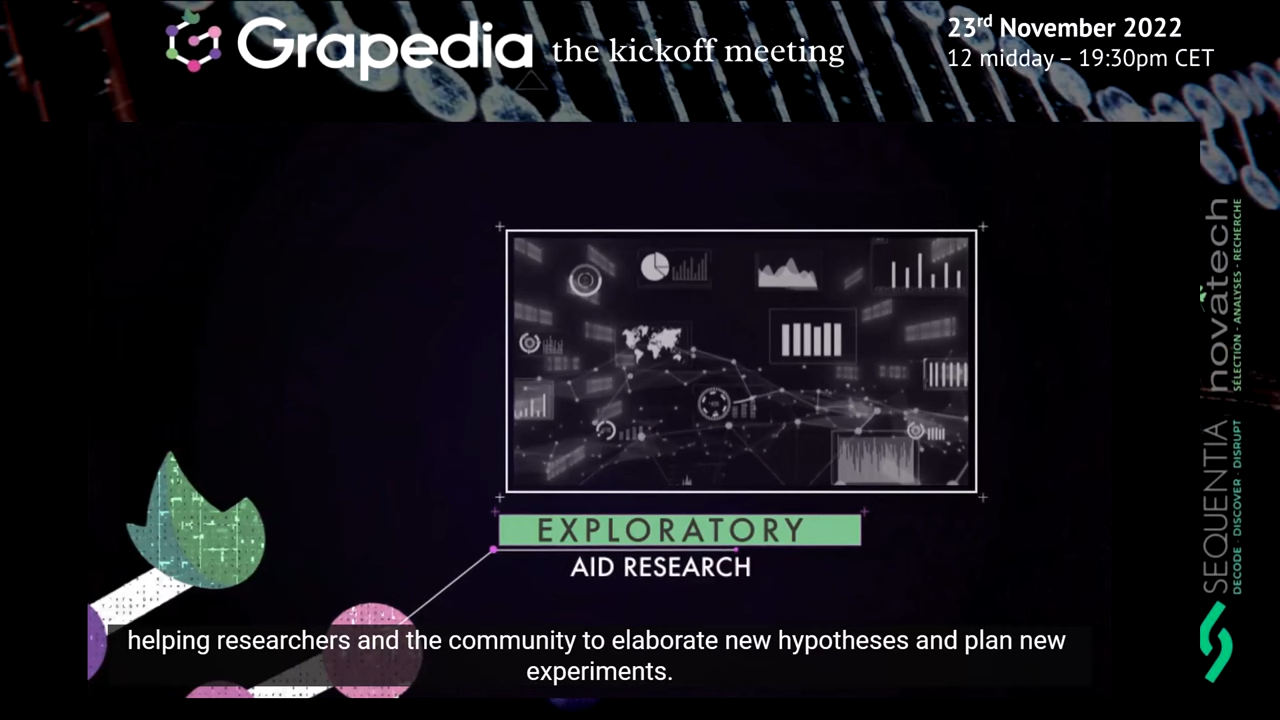 Grapedia the kickoff meeting
23rd November 2022
12 midday – 19:30pm CET
novatech
SÉLECTION - ANALYSES - RECHERCHE
SEQUENTIA
DECODE · DISCOVER · DISRUPT
EXPLORATORY
AID RESEARCH
helping researchers and the community to elaborate new hypotheses and plan new
experiments.